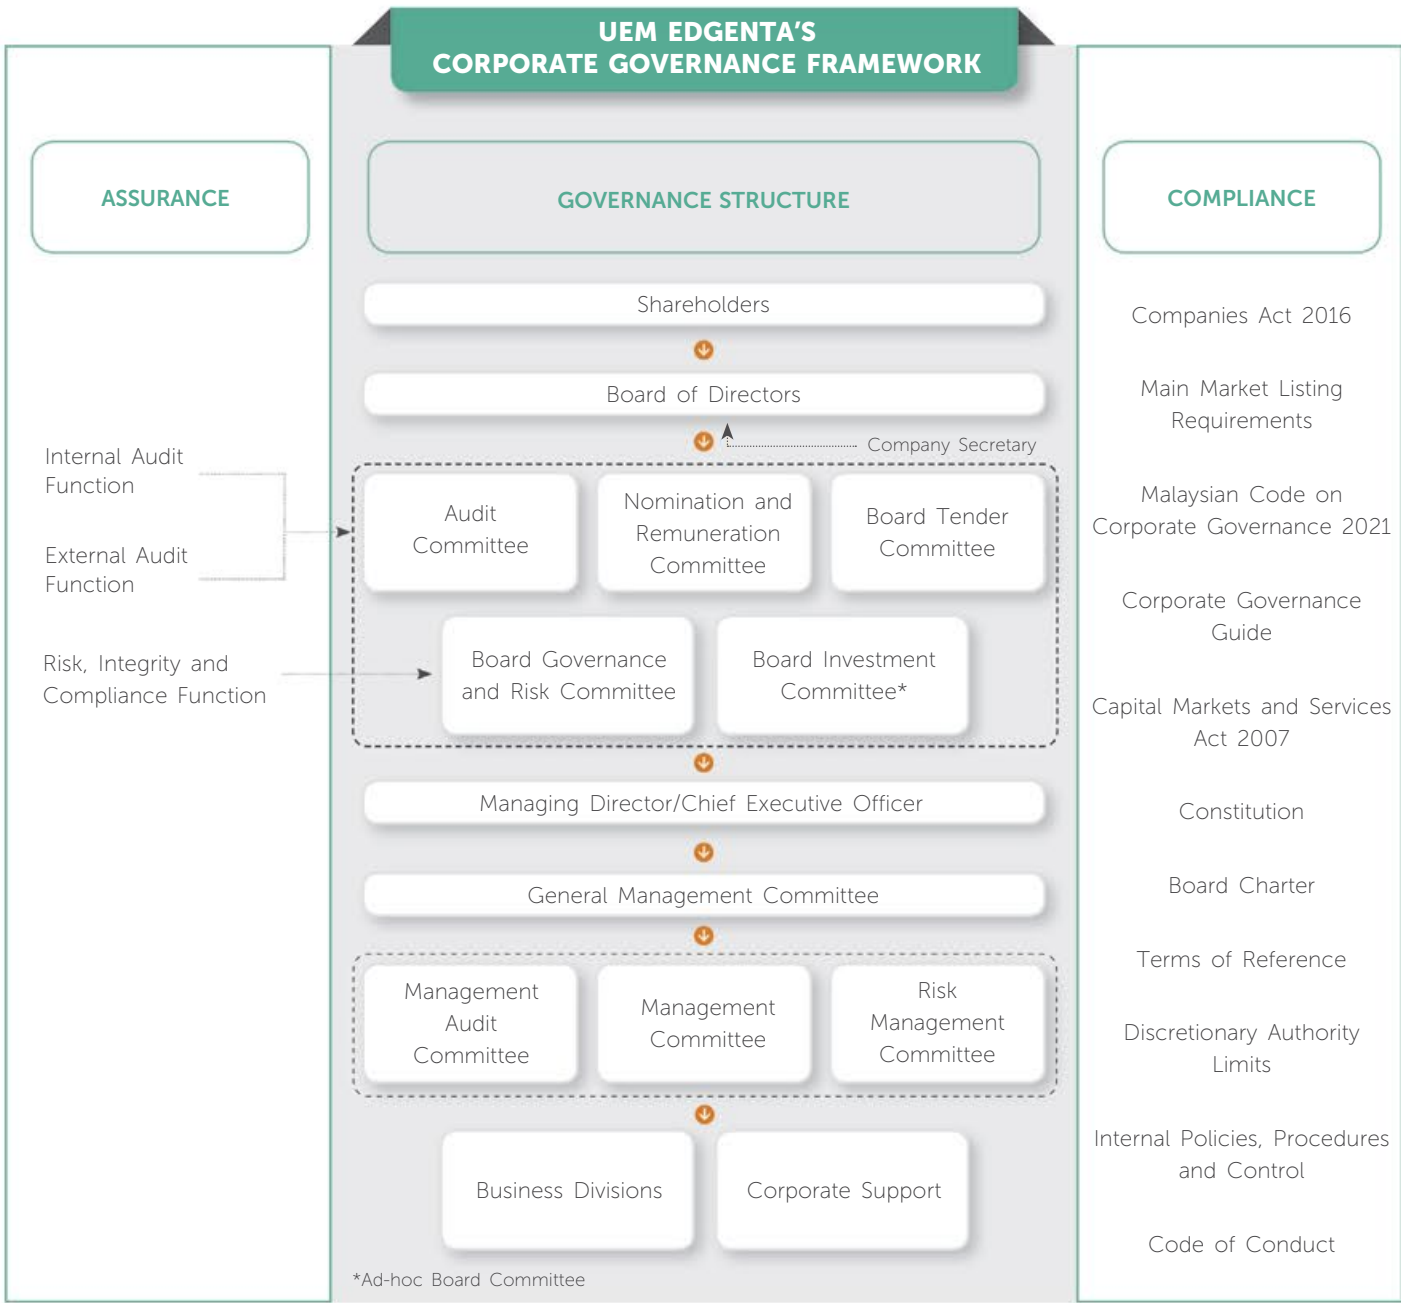 UEM EDGENTA'S
CORPORATE GOVERNANCE FRAMEWORK
ASSURANCE
Internal Audit
Function
External Audit
Function
Risk, Integrity and
Compliance Function
GOVERNANCE STRUCTURE
Shareholders
Board of Directors
Company Secretary
Audit
Committee
Nomination and
Remuneration
Committee
Board Tender
Committee
Board Governance
and Risk Committee
Board Investment
Committee*
Managing Director/Chief Executive Officer
General Management Committee
Management
Audit
Committee
Management
Committee
Risk
Management
Committee
Business Divisions
Corporate Support
*Ad-hoc Board Committee
COMPLIANCE
Companies Act 2016
Main Market Listing
Requirements
Malaysian Code on
Corporate Governance 2021
Corporate Governance
Guide
Capital Markets and Services
Act 2007
Constitution
Board Charter
Terms of Reference
Discretionary Authority
Limits
Internal Policies, Procedures
and Control
Code of Conduct